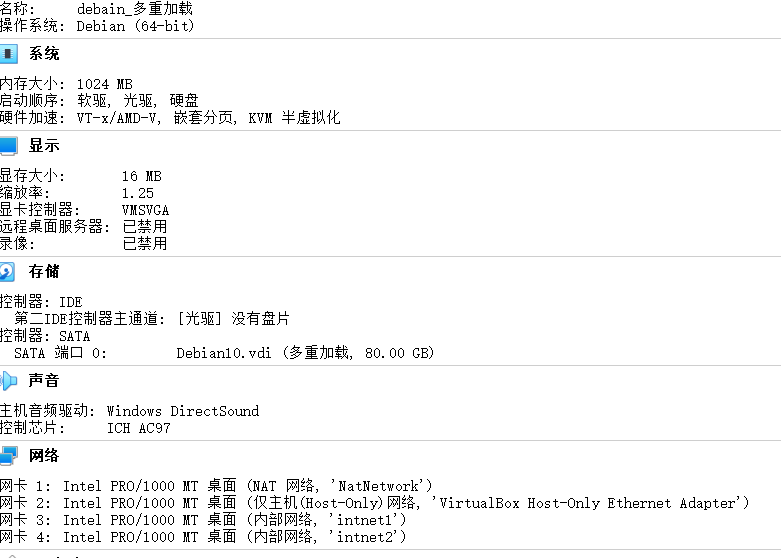 名称: debain_多重加载
操作系统: Debian (64-bit)
系统
内存大小: 1024 MB
启动顺序: 软驱, 光驱, 硬盘
硬件加速: VT-x/AMD-V, 嵌套分页, KVM 半虚拟化
显示
显存大小: 16 MB
缩放率: 1.25
显卡控制器: VMSVGA
远程桌面服务器: 已禁用
录像: 已禁用
存储
控制器: IDE
第二IDE控制器主通道: [光驱] 没有盘片
控制器: SATA
SATA 端口 0: Debian10.vdi (多重加载, 80.00 GB)
声音
主机音频驱动: Windows DirectSound
控制芯片: ICH AC97
网络
网卡 1: Intel PRO/1000 MT 桌面 (NAT 网络, 'NatNetwork')
网卡 2: Intel PRO/1000 MT 桌面 (仅主机(Host-Only)网络, 'VirtualBox Host-Only Ethernet Adapter')
网卡 3: Intel PRO/1000 MT 桌面 (内部网络, 'intnet1')
网卡 4: Intel PRO/1000 MT 桌面 (内部网络, 'intnet2')